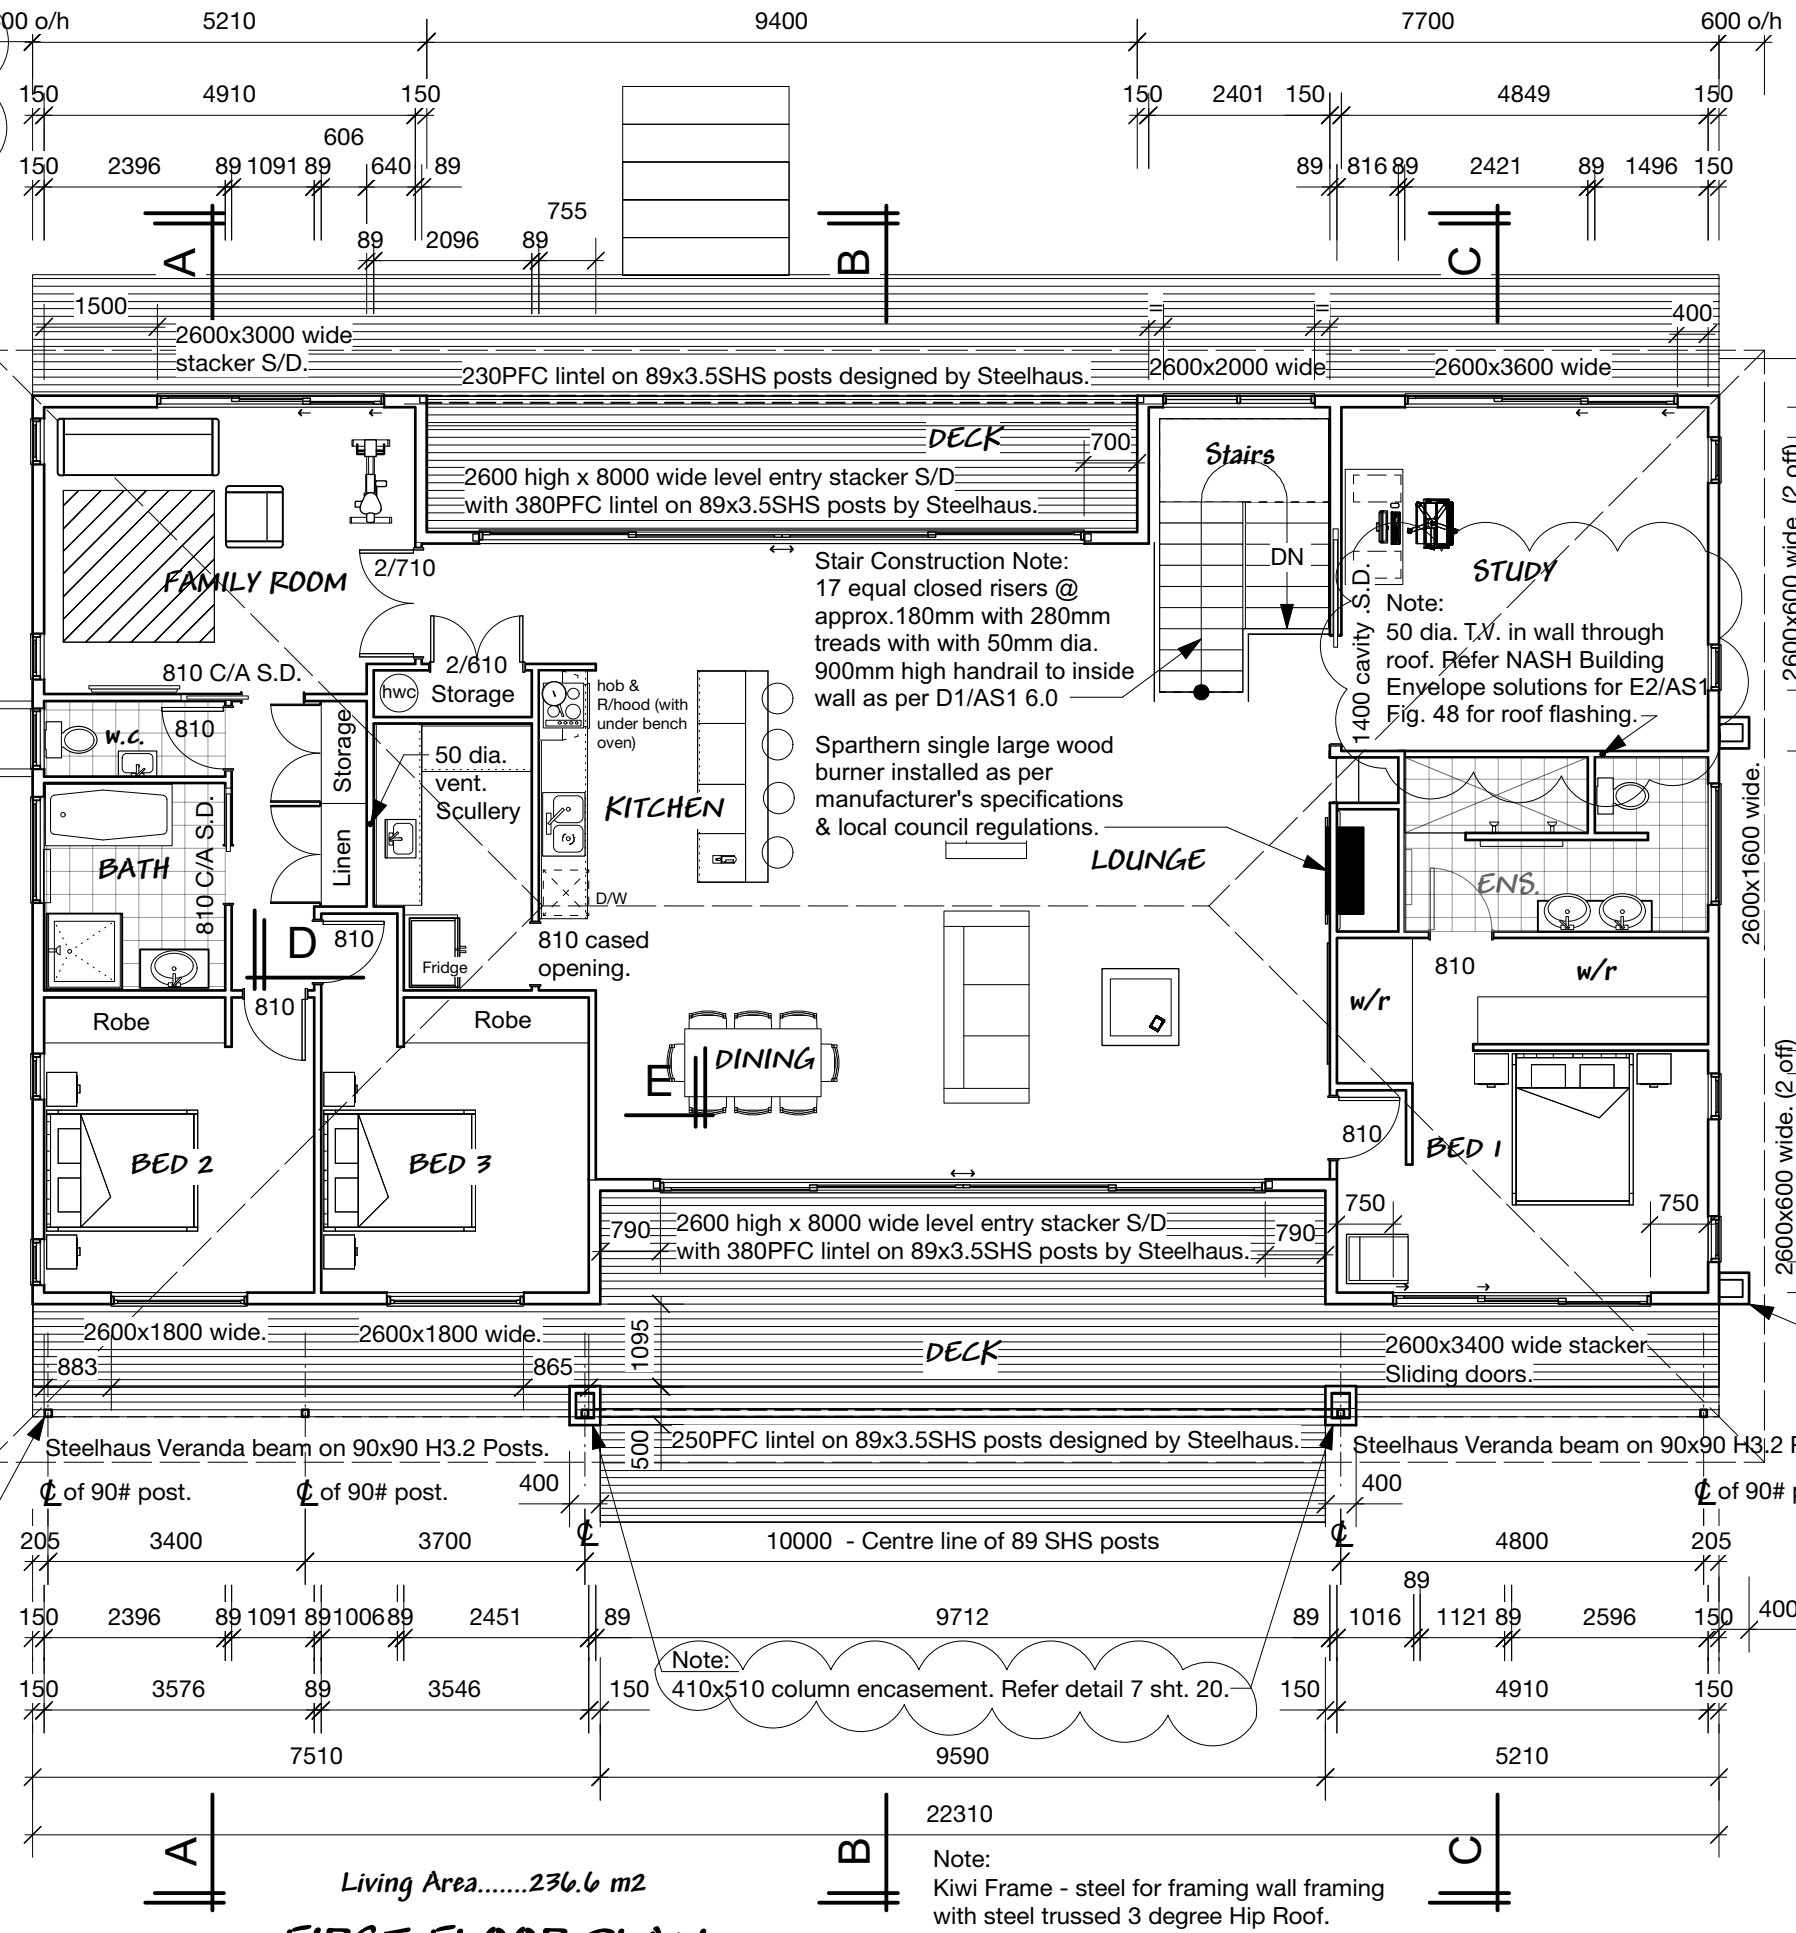 00 o/h
5210
9400
7700
600 o/h
150
4910
150
150
2401
150
4849
150
606
150
2396
89
1091
89
640
89
89
816
89
2421
89
1496
150
755
89
2096
89
A
B
C
1500
2600x3000 wide
stacker S/D.
=
=
400
230PFC lintel on 89x3.5SHS posts designed by Steelhaus.
2600x2000 wide
2600x3600 wide
DECK
700
Stairs
2600 high x 8000 wide level entry stacker S/D
with 380PFC lintel on 89x3.5SHS posts by Steelhaus.
2600x600 wide. (2 off)
FAMILY ROOM
2/710
Stair Construction Note:
17 equal closed risers @
approx.180mm with 280mm
treads with with 50mm dia.
900mm high handrail to inside
wall as per D1/AS1 6.0
DN
1400 cavity .S.D.
STUDY
Note:
50 dia. T.V. in wall through
roof. Refer NASH Building
Envelope solutions for E2/AS1
Fig. 48 for roof flashing.
810 C/A S.D.
2/610
hwc
Storage
hob &
R/hood (with
under bench
oven)
W.C.
810
Storage
50 dia.
vent.
Scullery
KITCHEN
Sparthern single large wood
burner installed as per
manufacturer's specifications
& local council regulations.
LOUNGE
2600x1600 wide.
BATH
810 C/A S.D.
Linen
ENS.
D/W
D
810
Fridge
810 cased
opening.
810
w/r
w/r
810
Robe
Robe
DINING
E
2600x600 wide. (2 off)
BED 2
BED 3
810
BED 1
790
2600 high x 8000 wide level entry stacker S/D
with 380PFC lintel on 89x3.5SHS posts by Steelhaus.
790
750
750
2600x1800 wide.
2600x1800 wide.
1095
DECK
2600x3400 wide stacker
Sliding doors.
883
865
Steelhaus Veranda beam on 90x90 H3.2 Posts.
500
250PFC lintel on 89x3.5SHS posts designed by Steelhaus.
Steelhaus Veranda beam on 90x90 H3.2 P
℄ of 90# post.
℄ of 90# post.
400
400
℄ of 90# p
205
3400
3700
℄
10000 - Centre line of 89 SHS posts
℄
4800
205
89
150
2396
89
1091
89
1006
89
2451
89
9712
89
1016
1121
89
2596
150
400
Note:
410x510 column encasement. Refer detail 7 sht. 20.
150
3576
89
3546
150
150
4910
150
7510
9590
5210
22310
A
B
C
Living Area.......236.6 m2
Note:
Kiwi Frame - steel for framing wall framing
with steel trussed 3 degree Hip Roof.
FIRST FLOOR PLAN